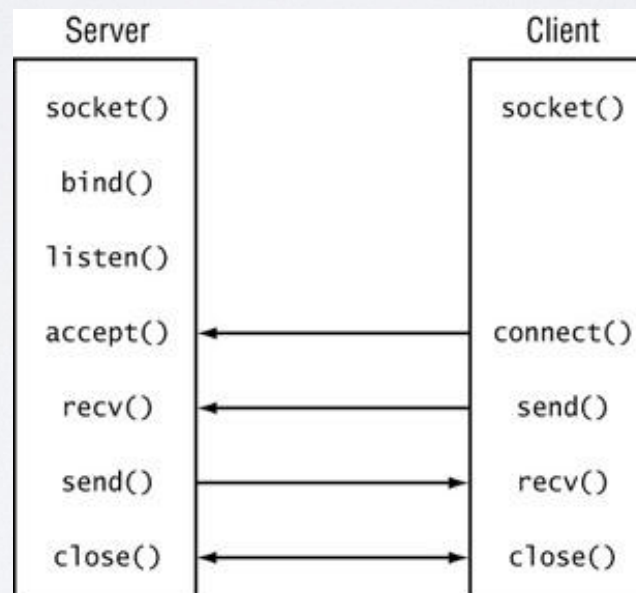 Server Client
socket() socket()
bind()
listen()
accept() connect()
recv() send()
send() recv()
close() close()